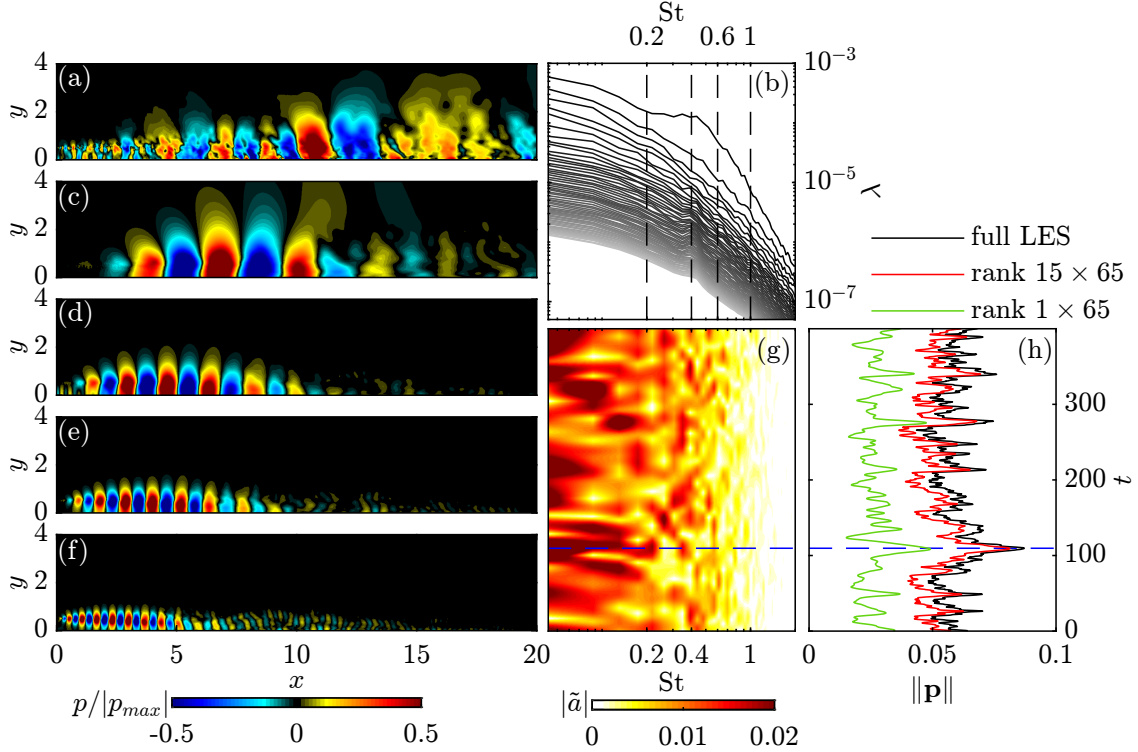 St
0.2 0.6 1
4 (a) (b) 10⁻³
y 2
0
4 (c) 10⁻⁵ λ
y 2
0
full LES
rank 15 × 65
rank 1 × 65
10⁻⁷
4 (d) (g) (h)
y 2
0
300
4 (e)
y 2
0
200 t
4 (f)
y 2
0
100
0
0 5 10 15 20
x
0.2 0.4 1
St
0 0.05 0.1
‖p‖
p/|p_max|
-0.5 0 0.5
|ã|
0 0.01 0.02